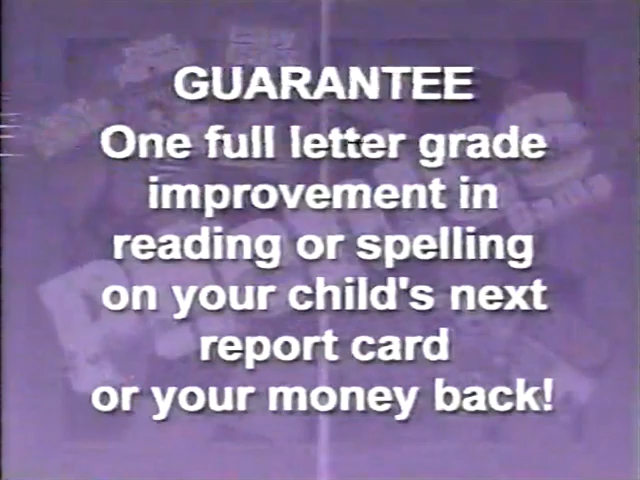 GUARANTEE
One full letter grade
improvement in
reading or spelling
on your child's next
report card
or your money back!